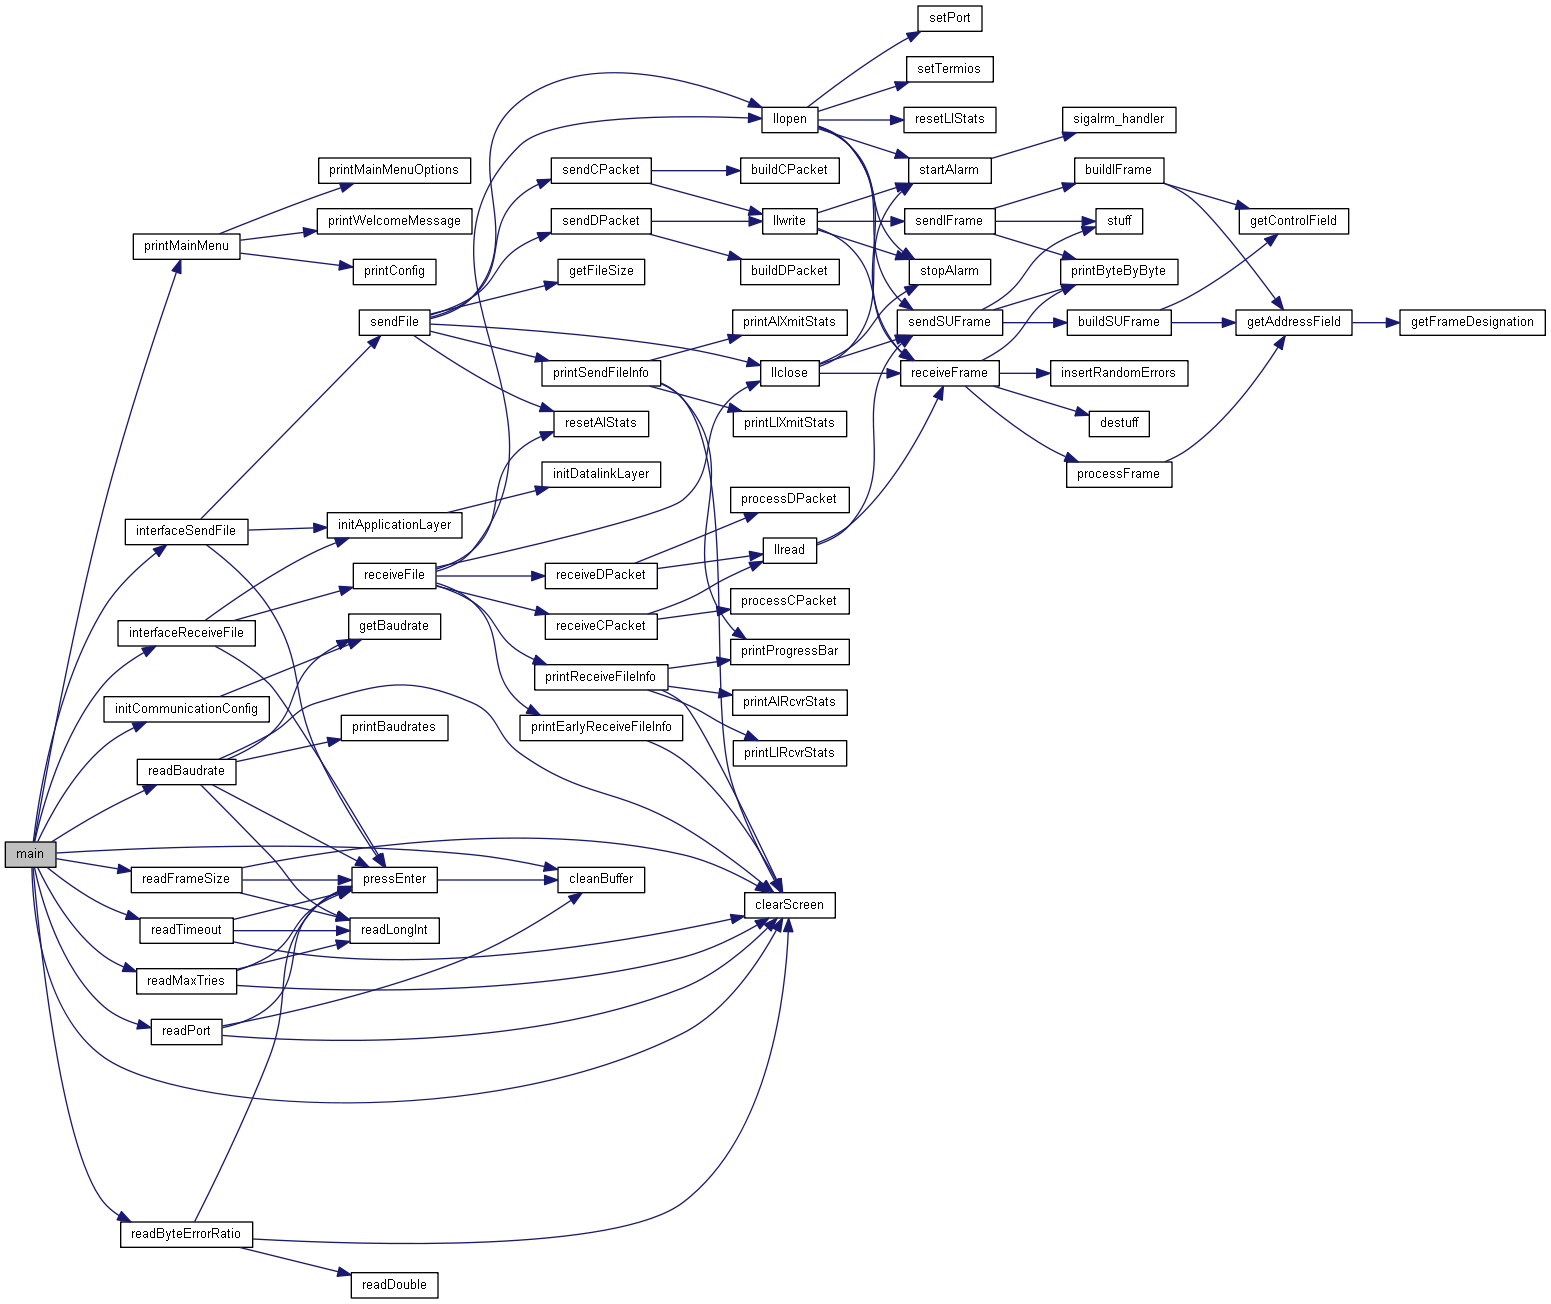 main
printMainMenu
interfaceSendFile
interfaceReceiveFile
initCommunicationConfig
readBaudrate
readFrameSize
readTimeout
readMaxTries
readPort
readByteErrorRatio
printMainMenuOptions
printWelcomeMessage
printConfig
sendFile
initApplicationLayer
receiveFile
getBaudrate
printBaudrates
pressEnter
readLongInt
readDouble
sendCPacket
sendDPacket
getFileSize
printSendFileInfo
resetAlStats
initDatalinkLayer
receiveDPacket
receiveCPacket
printReceiveFileInfo
printEarlyReceiveFileInfo
cleanBuffer
llopen
buildCPacket
llwrite
buildDPacket
printAlXmitStats
llclose
printLlXmitStats
processDPacket
llread
processCPacket
printProgressBar
printAlRcvrStats
printLlRcvrStats
clearScreen
setPort
setTermios
resetLlStats
startAlarm
sendIFrame
stopAlarm
sendSUFrame
receiveFrame
sigalrm_handler
buildIFrame
stuff
printByteByByte
buildSUFrame
insertRandomErrors
destuff
processFrame
getControlField
getAddressField
getFrameDesignation